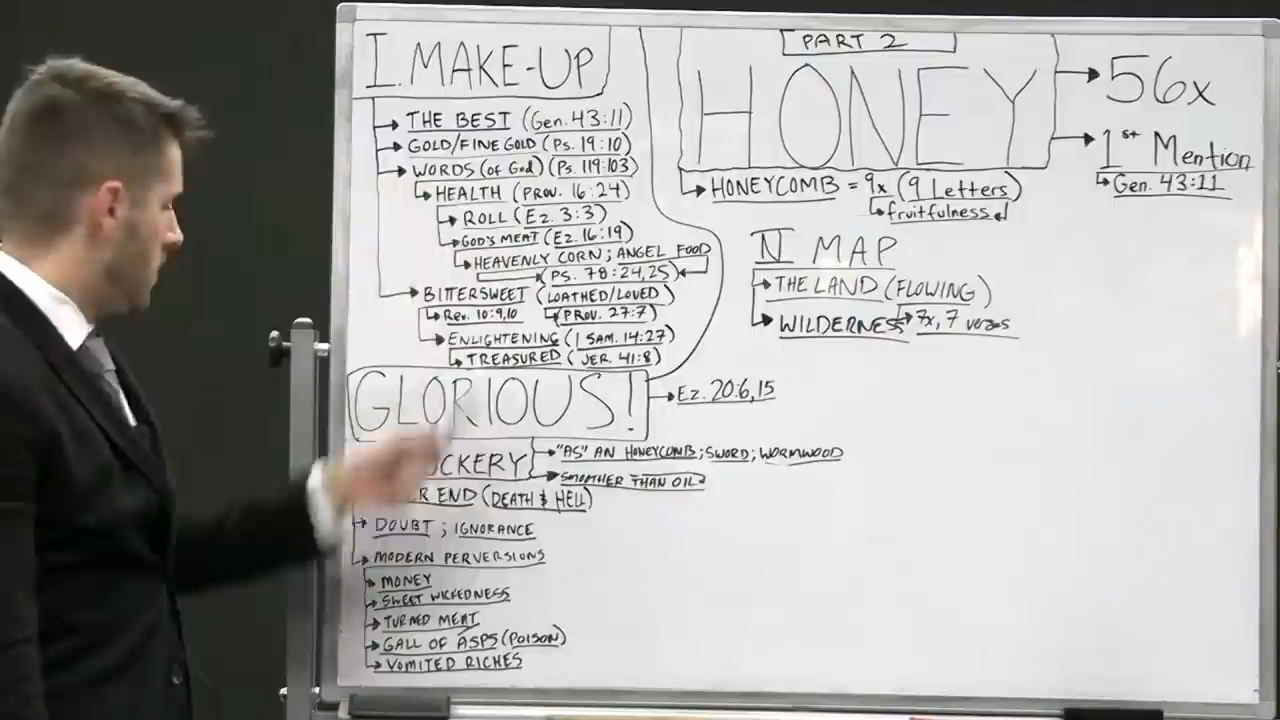 I. MAKE-UP
THE BEST (Gen. 43:11)
GOLD/FINE GOLD (Ps. 19:10)
WORDS (of God) (Ps. 119:103)
HEALTH (PROV. 16:24)
ROLL (Ez. 3:3)
GOD'S MEAT (Ez. 16:19)
HEAVENLY CORN; ANGEL FOOD
(Ps. 78:24,25)
BITTERSWEET (LOATHED/LOVED)
Rev. 10:9,10 PROV. 27:7
ENLIGHTENING (1 SAM. 14:27)
TREASURED (JER. 41:8)
GLORIOUS!
Ez. 20:6,15
OCKERY
"AS" AN HONEYCOMB; SWORD; WORMWOOD
SMOOTHER THAN OIL
R END (DEATH & HELL)
DOUBT; IGNORANCE
MODERN PERVERSIONS
MONEY
SWEET WICKEDNESS
TURNED MEAT
GALL OF ASPS (POISON)
VOMITED RICHES
PART 2
HONEY
56x
1st Mention
Gen. 43:11
HONEYCOMB = 9x (9 Letters)
fruitfulness
MAP
THE LAND (FLOWING)
WILDERNESS 7x, 7 verses